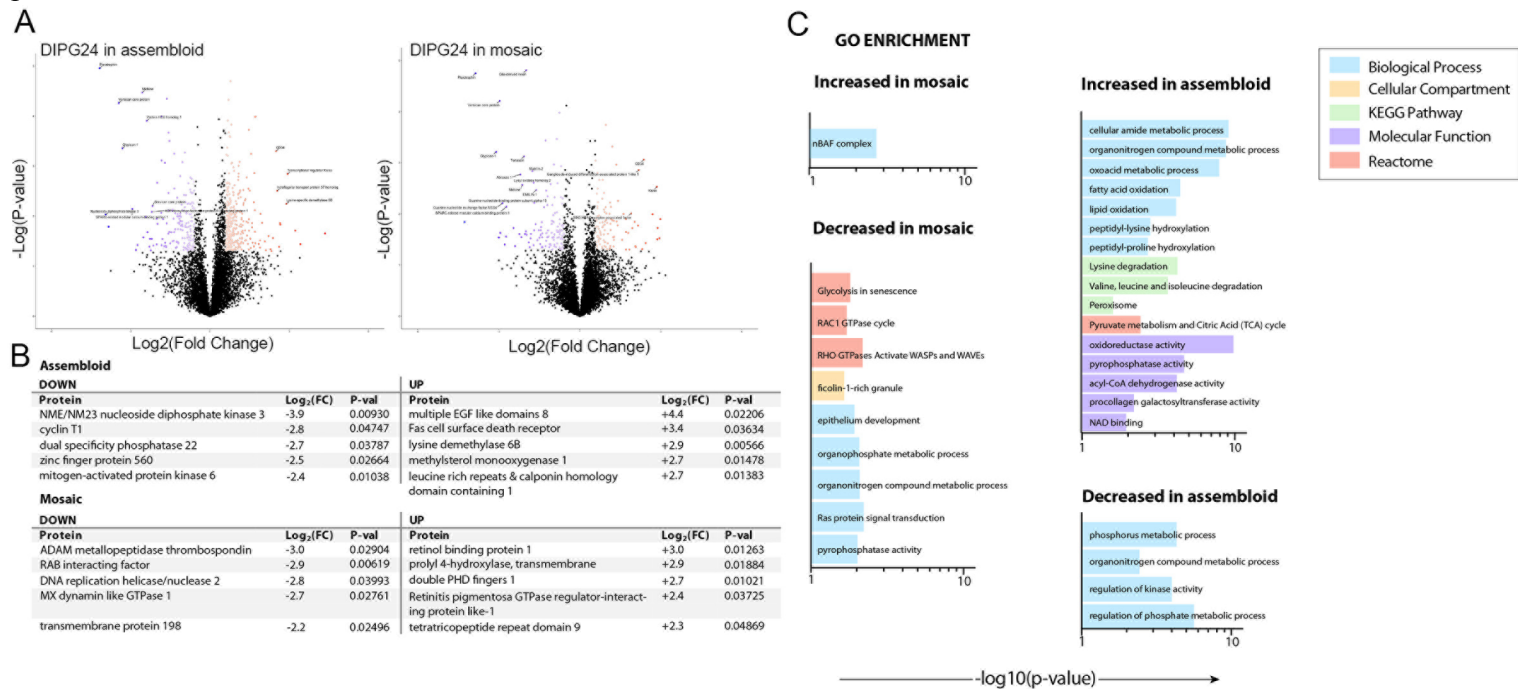 A
DIPG24 in assembloid
DIPG24 in mosaic
-Log(P-value)
Log2(Fold Change)
-Log(P-value)
Log2(Fold Change)
B
Assembloid
DOWN UP
Protein Log2(FC) P-val Protein Log2(FC) P-val
NME/NM23 nucleoside diphosphate kinase 3 -3.9 0.00930 multiple EGF like domains 8 +4.4 0.02206
cyclin T1 -2.8 0.04747 Fas cell surface death receptor +3.4 0.03634
dual specificity phosphatase 22 -2.7 0.03787 lysine demethylase 6B +2.9 0.00566
zinc finger protein 560 -2.5 0.02664 methylsterol monooxygenase 1 +2.7 0.01478
mitogen-activated protein kinase 6 -2.4 0.01038 leucine rich repeats & calponin homology +2.7 0.01383
domain containing 1
Mosaic
DOWN UP
Protein Log2(FC) P-val Protein Log2(FC) P-val
ADAM metallopeptidase thrombospondin -3.0 0.02904 retinol binding protein 1 +3.0 0.01263
RAB interacting factor -2.9 0.00619 prolyl 4-hydroxylase, transmembrane +2.9 0.01884
DNA replication helicase/nuclease 2 -2.8 0.03993 double PHD fingers 1 +2.7 0.01021
MX dynamin like GTPase 1 -2.7 0.02761 Retinitis pigmentosa GTPase regulator-interact- +2.4 0.03725
ing protein like-1
transmembrane protein 198 -2.2 0.02496 tetratricopeptide repeat domain 9 +2.3 0.04869
C
GO ENRICHMENT
Increased in mosaic
nBAF complex
1 10
Decreased in mosaic
Glycolysis in senescence
RAC1 GTPase cycle
RHO GTPases Activate WASPs and WAVEs
ficolin-1-rich granule
epithelium development
organophosphate metabolic process
organonitrogen compound metabolic process
Ras protein signal transduction
pyrophosphatase activity
1 10
Increased in assembloid
cellular amide metabolic process
organonitrogen compound metabolic process
oxoacid metabolic process
fatty acid oxidation
lipid oxidation
peptidyl-lysine hydroxylation
peptidyl-proline hydroxylation
Lysine degradation
Valine, leucine and isoleucine degradation
Peroxisome
Pyruvate metabolism and Citric Acid (TCA) cycle
oxidoreductase activity
pyrophosphatase activity
acyl-CoA dehydrogenase activity
procollagen galactosyltransferase activity
NAD binding
1 10
Decreased in assembloid
phosphorus metabolic process
organonitrogen compound metabolic process
regulation of kinase activity
regulation of phosphate metabolic process
1 10
Biological Process
Cellular Compartment
KEGG Pathway
Molecular Function
Reactome
-log10(p-value)